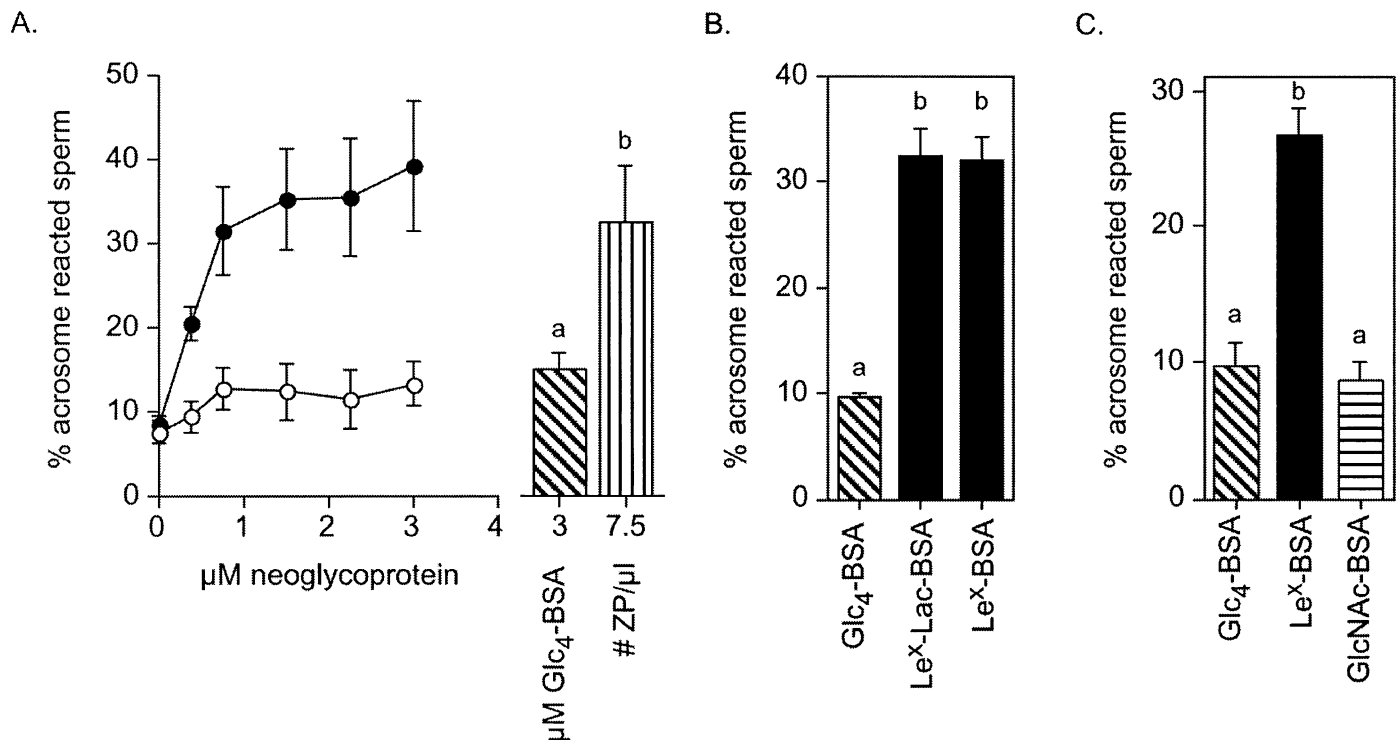 A.
% acrosome reacted sperm
50
40
30
20
10
0
0
1
2
3
4
µM neoglycoprotein
a
b
3
7.5
µM Glc4-BSA
# ZP/µl
B.
% acrosome reacted sperm
40
30
20
10
0
a
b
b
Glc4-BSA
LeX-Lac-BSA
LeX-BSA
C.
% acrosome reacted sperm
30
20
10
0
a
b
a
Glc4-BSA
LeX-BSA
GlcNAc-BSA